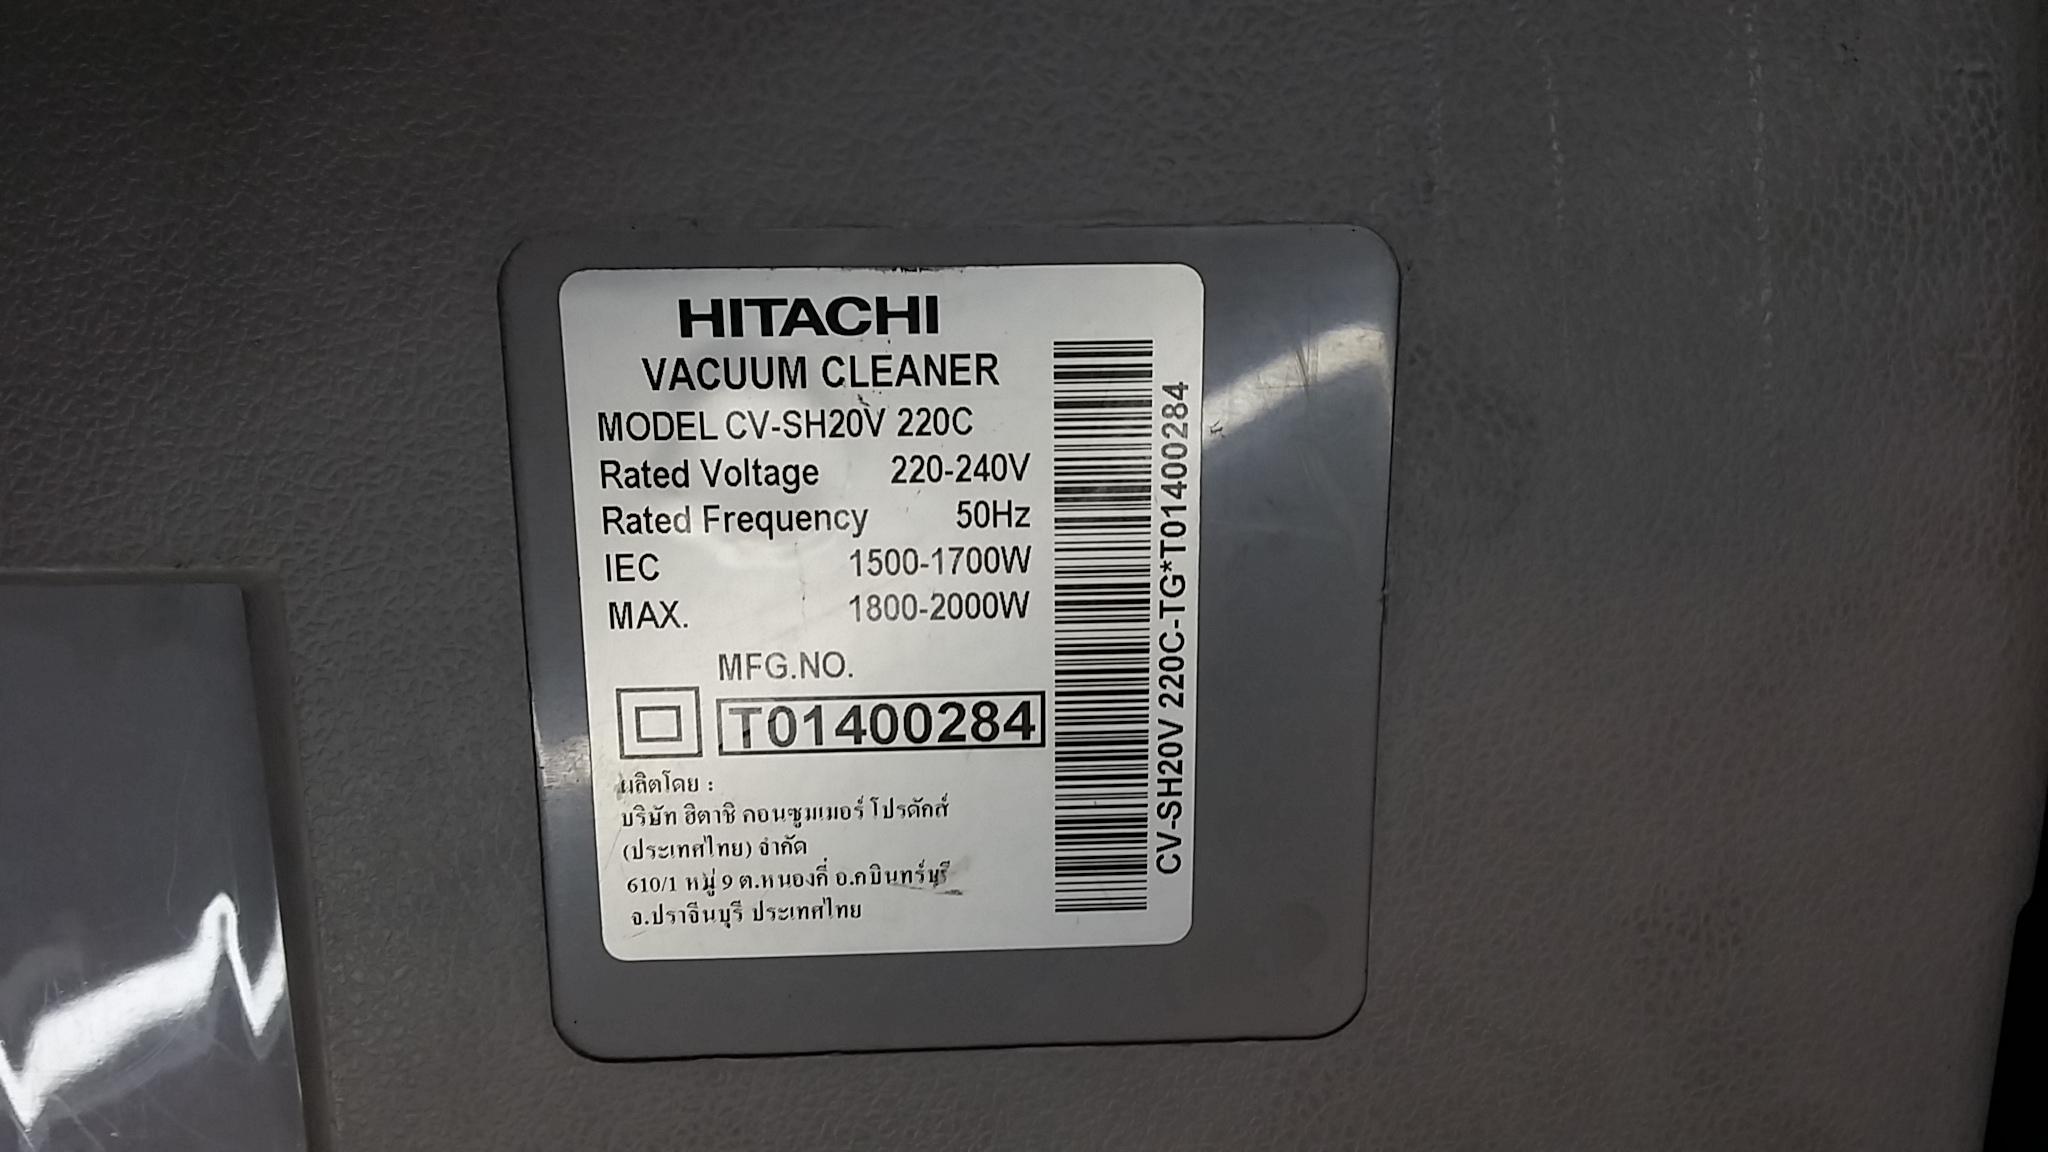 HITACHI
VACUUM CLEANER
MODEL CV-SH20V 220C
Rated Voltage 220-240V
Rated Frequency 50Hz
IEC 1500-1700W
MAX. 1800-2000W
MFG.NO.
T01400284
ผลิตโดย :
บริษัท ฮิตาชิ คอนซูมเมอร์ โปรดักส์
(ประเทศไทย) จำกัด
610/1 หมู่ 9 ต.หนองกี่ อ.กบินทร์บุรี
จ.ปราจีนบุรี ประเทศไทย
CV-SH20V 220C-TG*T01400284